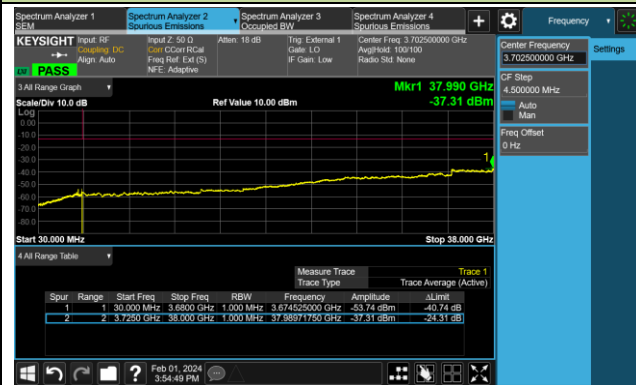 Spectrum Analyzer 1
SEM
Spectrum Analyzer 2
Spurious Emissions
Spectrum Analyzer 3
Occupied BW
Spectrum Analyzer 4
Spurious Emissions
Frequency
KEYSIGHT
PASS
Input: RF
Coupling: DC
Align: Auto
Input Z: 50 Ω
Corr CCorr RCal
Freq Ref: Ext (S)
NFE: Adaptive
Atten: 18 dB
Trig: External 1
Gate: LO
IF Gain: Low
Center Freq: 3.702500000 GHz
Avg|Hold: 100/100
Radio Std: None
3 All Range Graph
Scale/Div 10.0 dB
Ref Value 10.00 dBm
Mkr1 37.990 GHz
-37.31 dBm
Log
0.00
-10.0
-20.0
-30.0
-40.0
-50.0
-60.0
-70.0
-80.0
1
Start 30.000 MHz
Stop 38.000 GHz
4 All Range Table
Measure Trace Trace 1
Trace Type Trace Average (Active)
Spur Range Start Freq Stop Freq RBW Frequency Amplitude ΔLimit
1 1 30.000 MHz 3.6800 GHz 1.000 MHz 3.674525000 GHz -53.74 dBm -40.74 dB
2 2 3.7250 GHz 38.000 GHz 1.000 MHz 37.98971750 GHz -37.31 dBm -24.31 dB
Feb 01, 2024
3:54:49 PM
Center Frequency
3.702500000 GHz
Settings
CF Step
4.500000 MHz
Auto
Man
Freq Offset
0 Hz